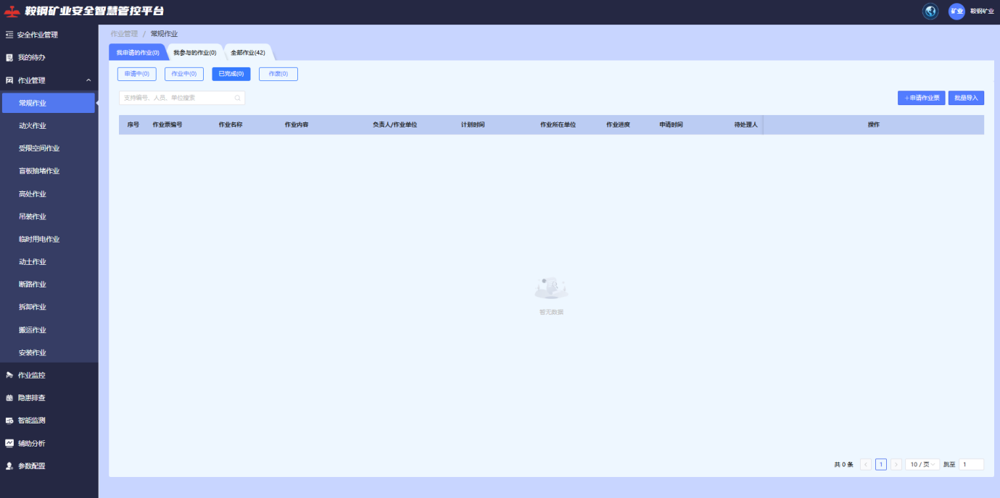 鞍钢矿业安全智慧管控平台
矿业 鞍钢矿业
安全作业管理
我的待办
作业管理
常规作业
动火作业
受限空间作业
盲板抽堵作业
高处作业
吊装作业
临时用电作业
动土作业
断路作业
拆卸作业
搬运作业
安装作业
作业监控
隐患排查
智能监测
辅助分析
参数配置
作业管理 / 常规作业
我申请的作业(0) 我参与的作业(0) 全部作业(42)
申请中(0) 作业中(0) 已完成(0) 作废(0)
支持编号、人员、单位搜索
+申请作业票 批量导入
序号 作业票编号 作业名称 作业内容 负责人/作业单位 计划时间 作业所在单位 作业进度 申请时间 待处理人 操作
暂无数据
共 0 条 < 1 > 10 / 页 跳至 1